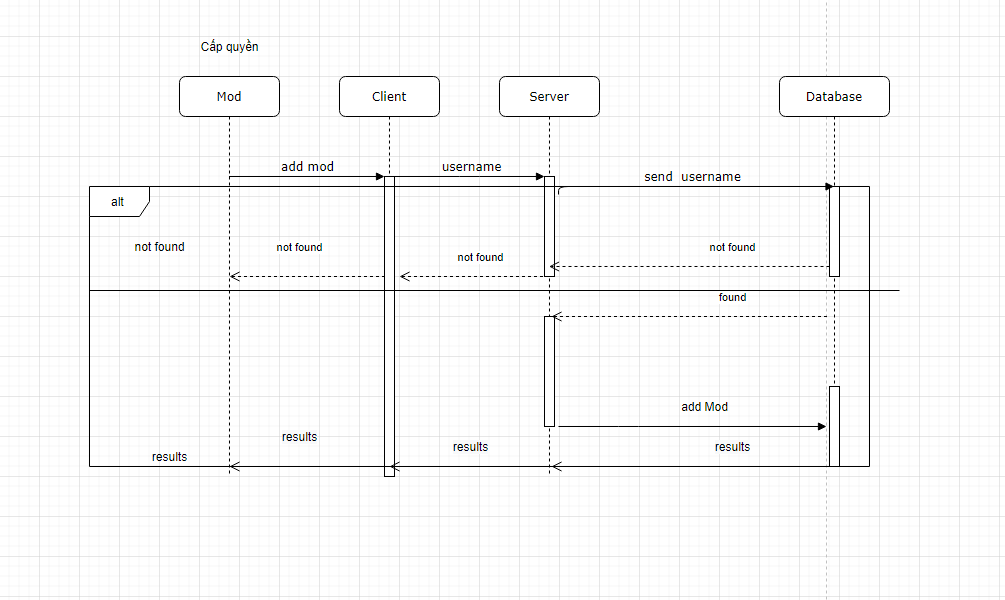 Cấp quyền
Mod
Client
Server
Database
add mod
username
send username
alt
not found
not found
not found
not found
found
add Mod
results
results
results
results